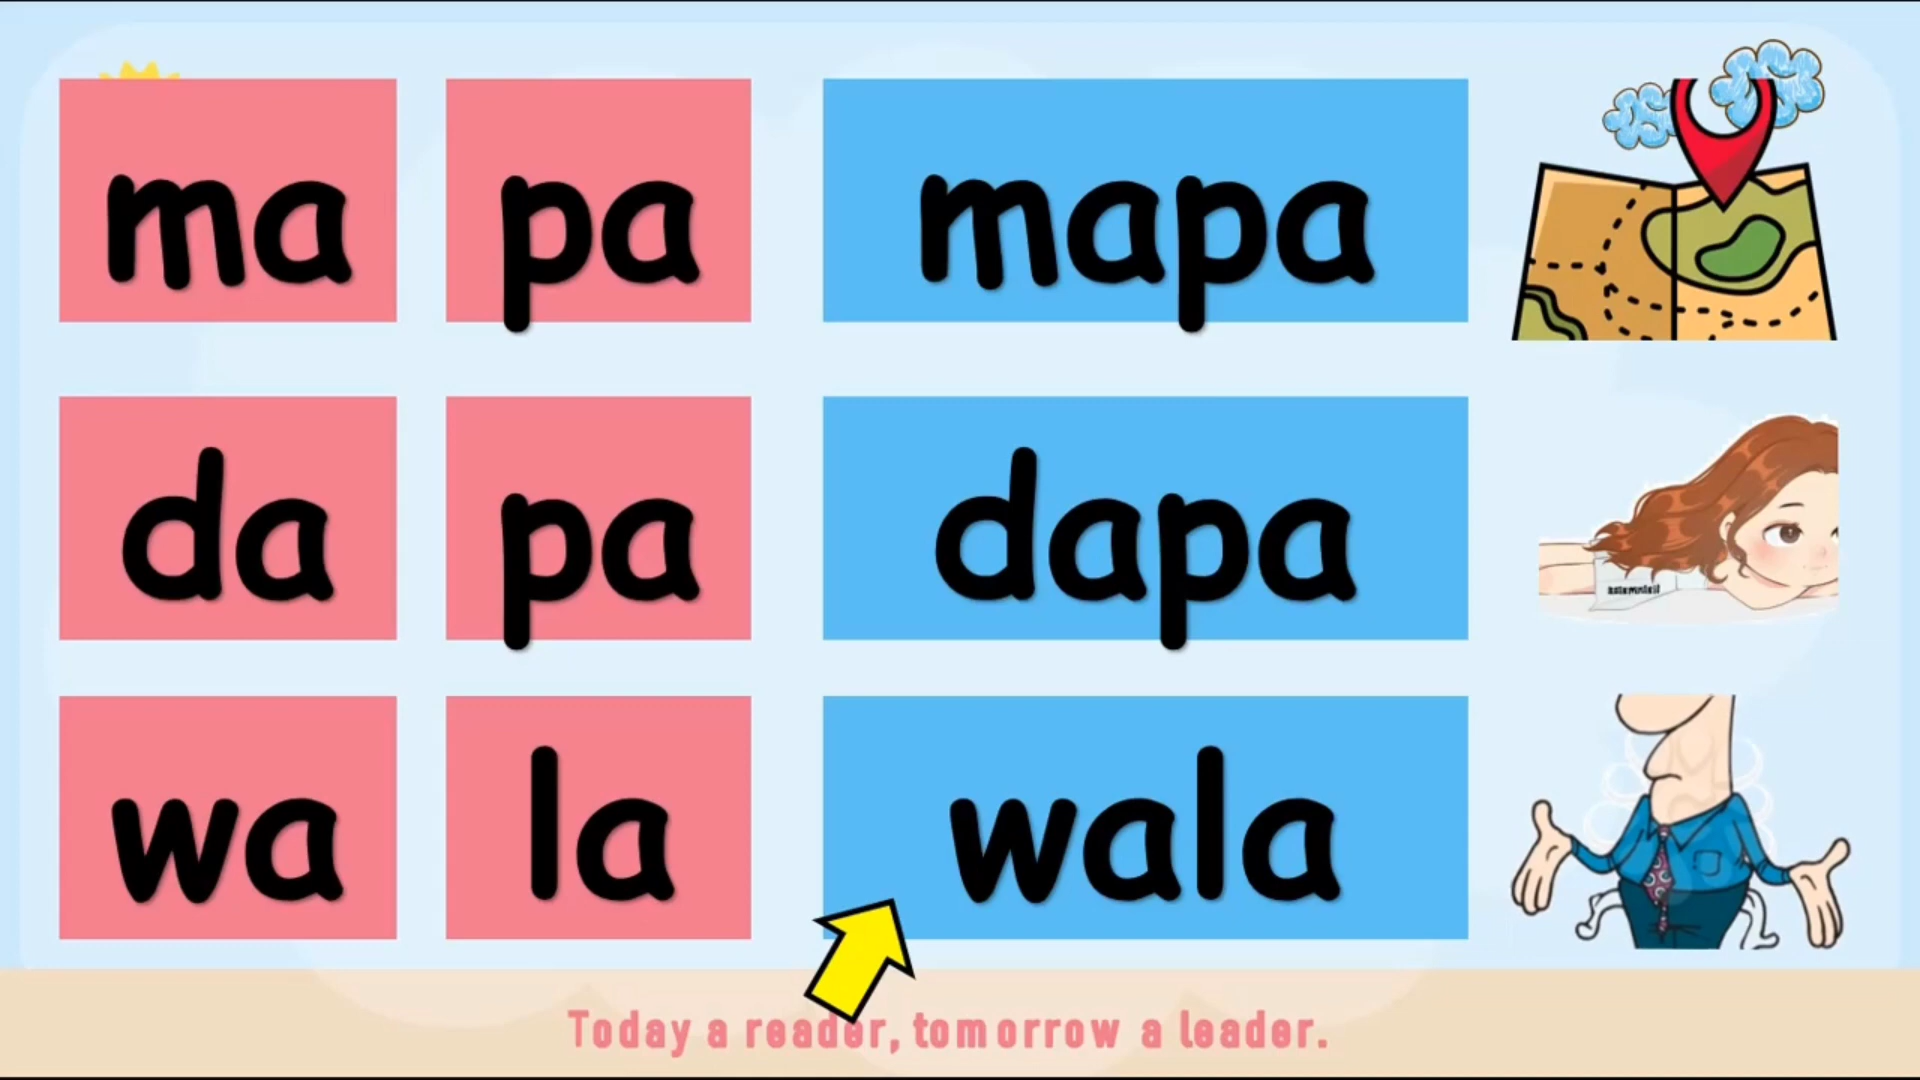 ma pa mapa
da pa dapa
wa la wala
Today a reader, tomorrow a leader.